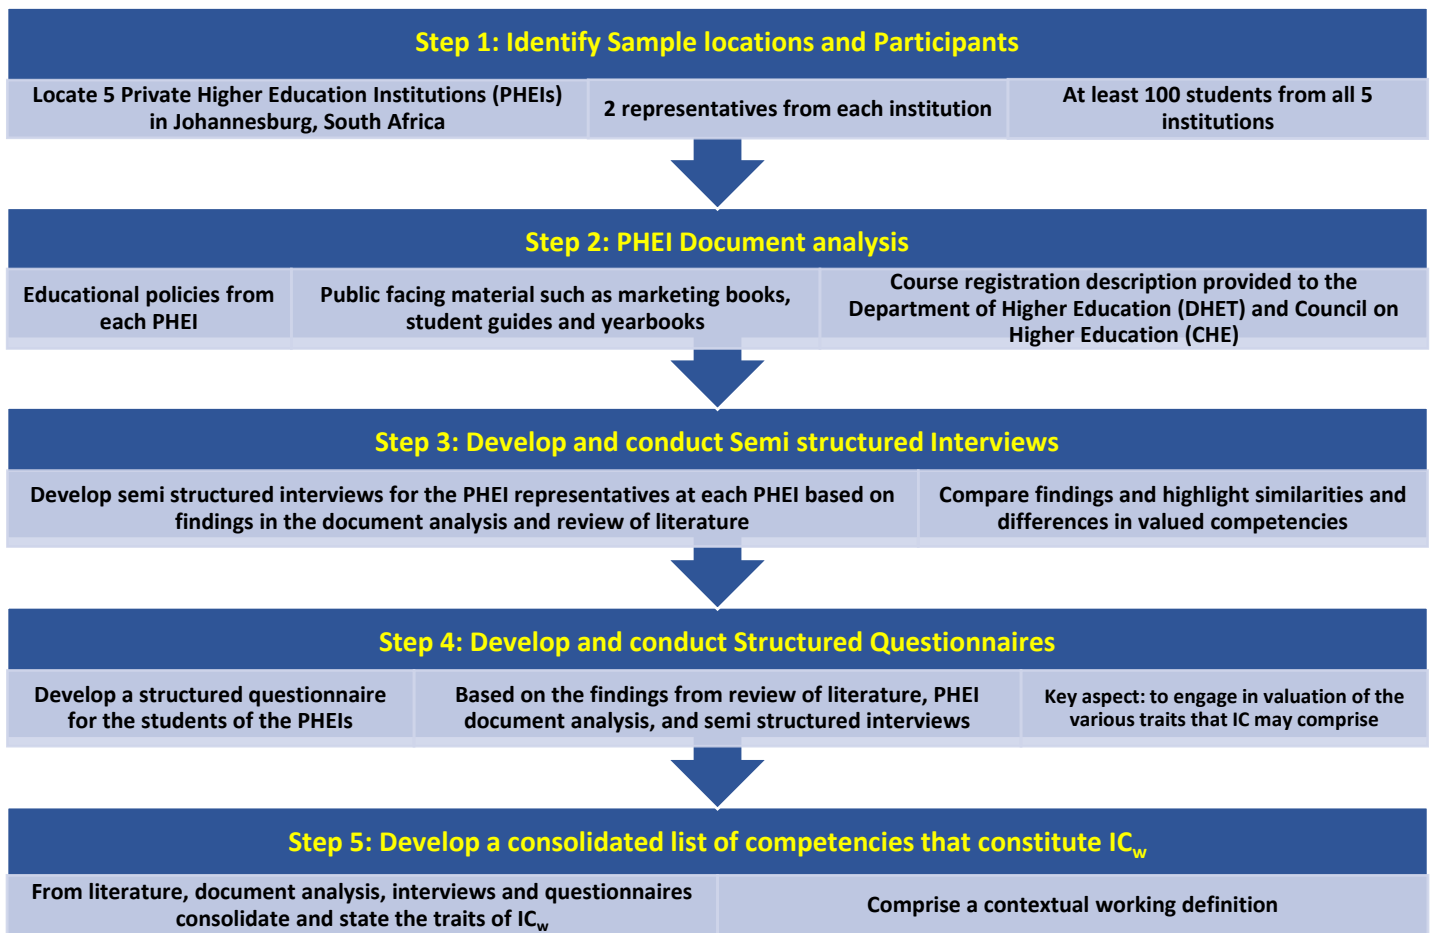 Step 1: Identify Sample locations and Participants
Locate 5 Private Higher Education Institutions (PHEIs)
in Johannesburg, South Africa
2 representatives from each institution
At least 100 students from all 5
institutions
Step 2: PHEI Document analysis
Educational policies from
each PHEI
Public facing material such as marketing books,
student guides and yearbooks
Course registration description provided to the
Department of Higher Education (DHET) and Council on
Higher Education (CHE)
Step 3: Develop and conduct Semi structured Interviews
Develop semi structured interviews for the PHEI representatives at each PHEI based on
findings in the document analysis and review of literature
Compare findings and highlight similarities and
differences in valued competencies
Step 4: Develop and conduct Structured Questionnaires
Develop a structured questionnaire
for the students of the PHEIs
Based on the findings from review of literature, PHEI
document analysis, and semi structured interviews
Key aspect: to engage in valuation of the
various traits that IC may comprise
Step 5: Develop a consolidated list of competencies that constitute ICw
From literature, document analysis, interviews and questionnaires
consolidate and state the traits of ICw
Comprise a contextual working definition